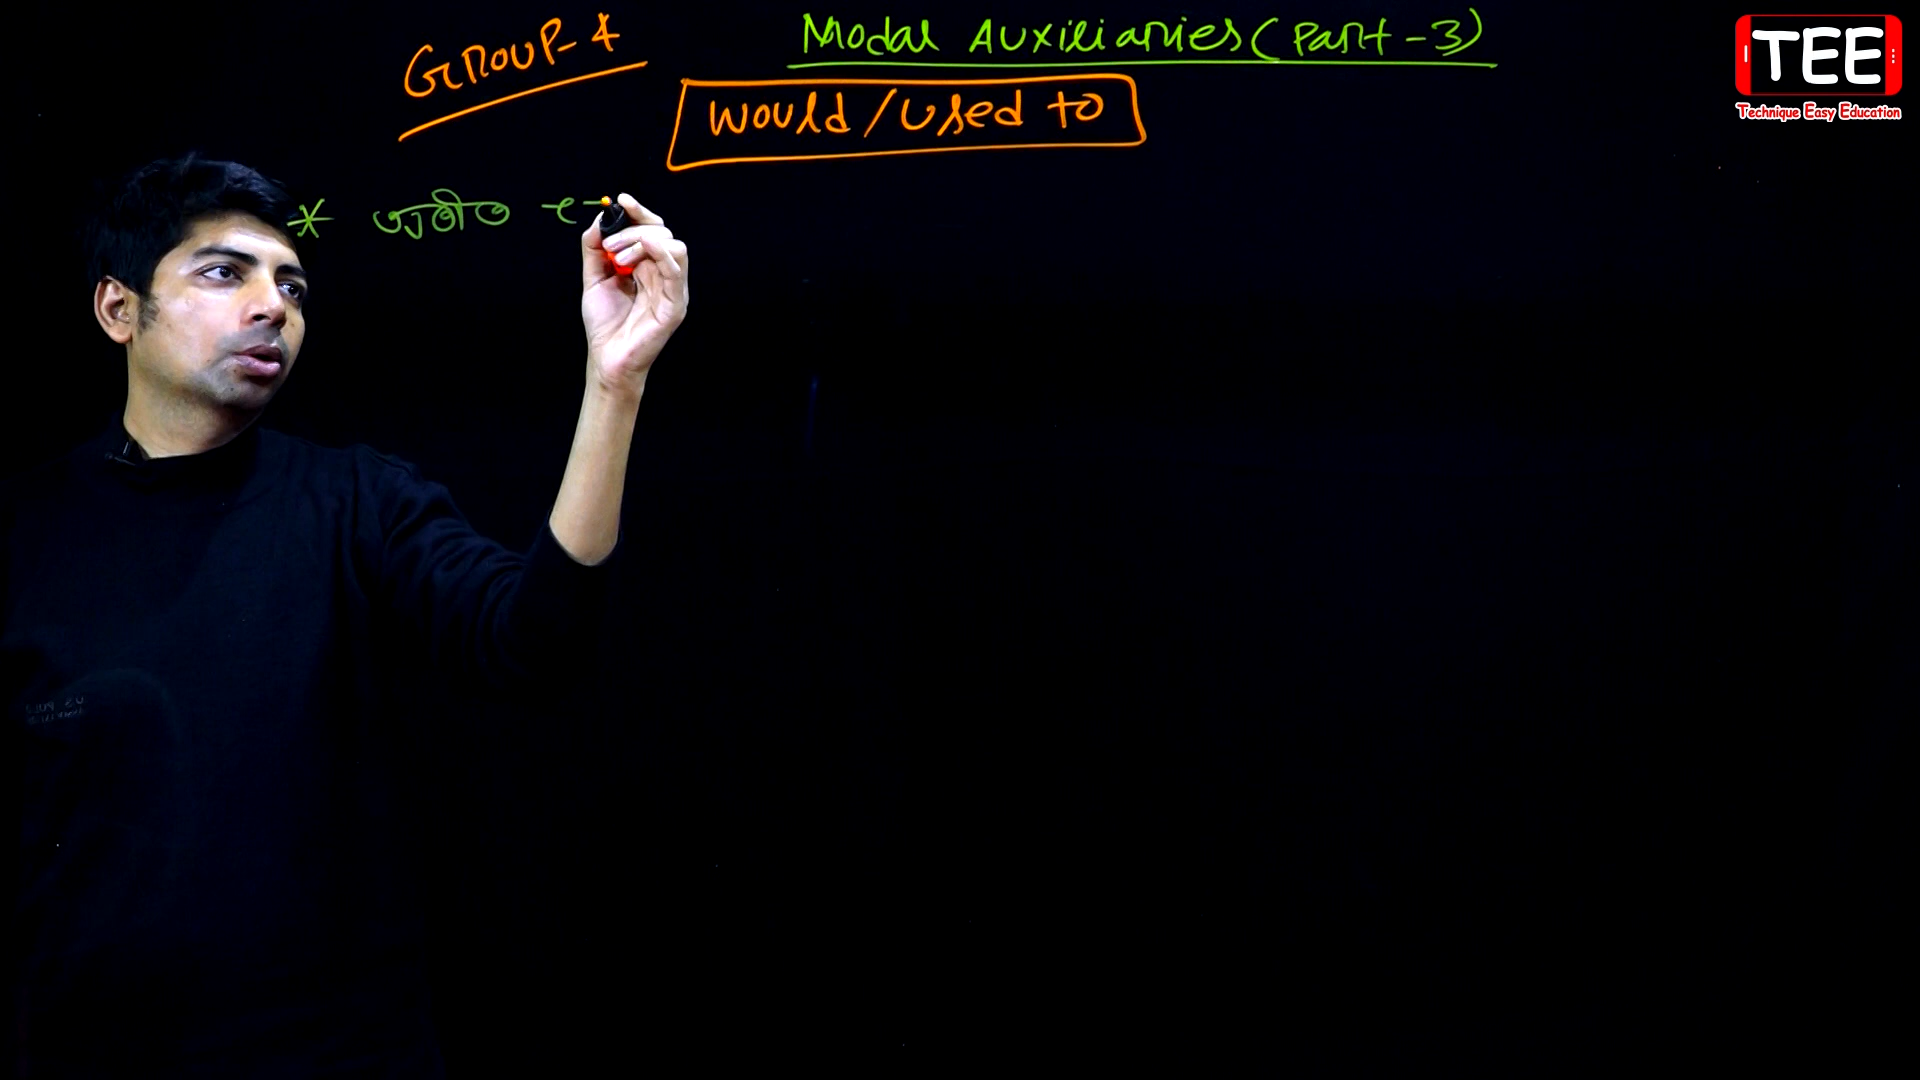 GROUP-4
Modal Auxiliaries (Part-3)
TEE
Technique Easy Education
Would/Used to
* অতীত